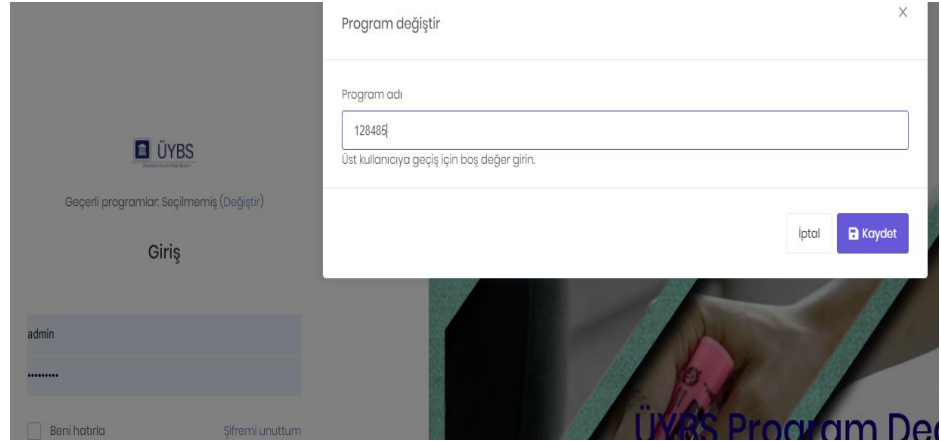 Program değiştir
X
Program adı
128485
Üst kullanıcıya geçiş için boş değer girin.
İptal
Kaydet
ÜYBS
Geçerli programlar: Seçilmemiş (Değiştir)
Giriş
admin
•••••••••
Beni hatırla
Şifremi unuttum
ÜYBS Program